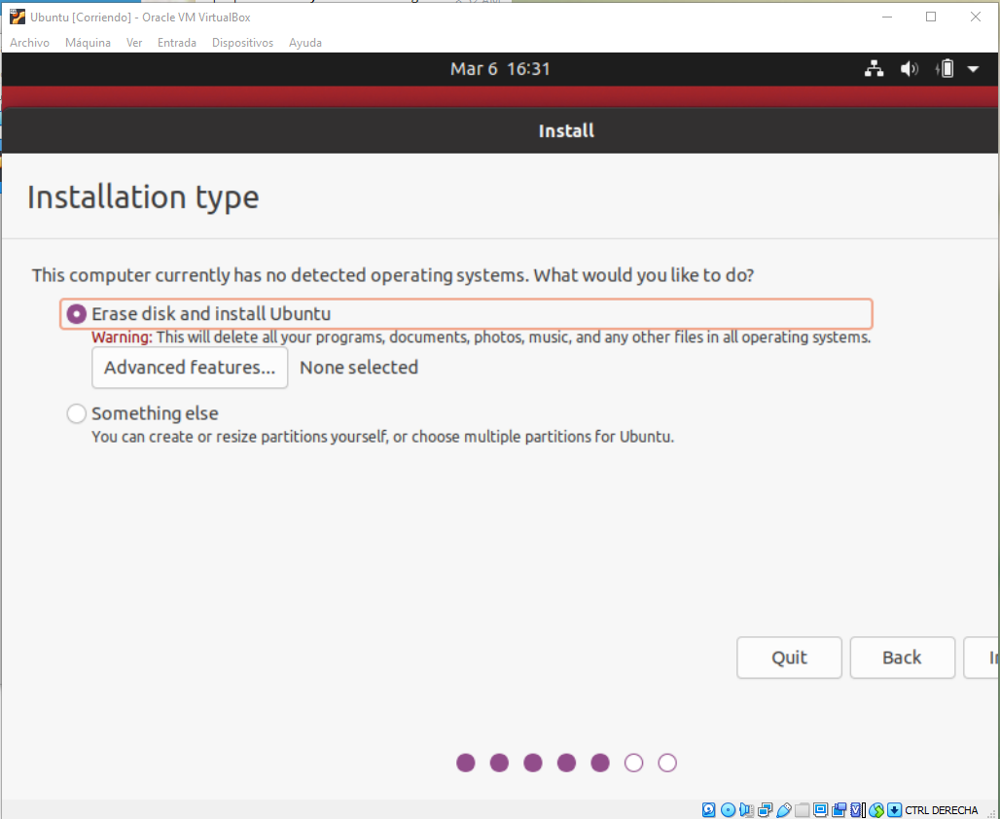 Ubuntu [Corriendo] - Oracle VM VirtualBox
Archivo Máquina Ver Entrada Dispositivos Ayuda
Mar 6 16:31
Install
Installation type
This computer currently has no detected operating systems. What would you like to do?
Erase disk and install Ubuntu
Warning: This will delete all your programs, documents, photos, music, and any other files in all operating systems.
Advanced features... None selected
Something else
You can create or resize partitions yourself, or choose multiple partitions for Ubuntu.
Quit Back
CTRL DERECHA